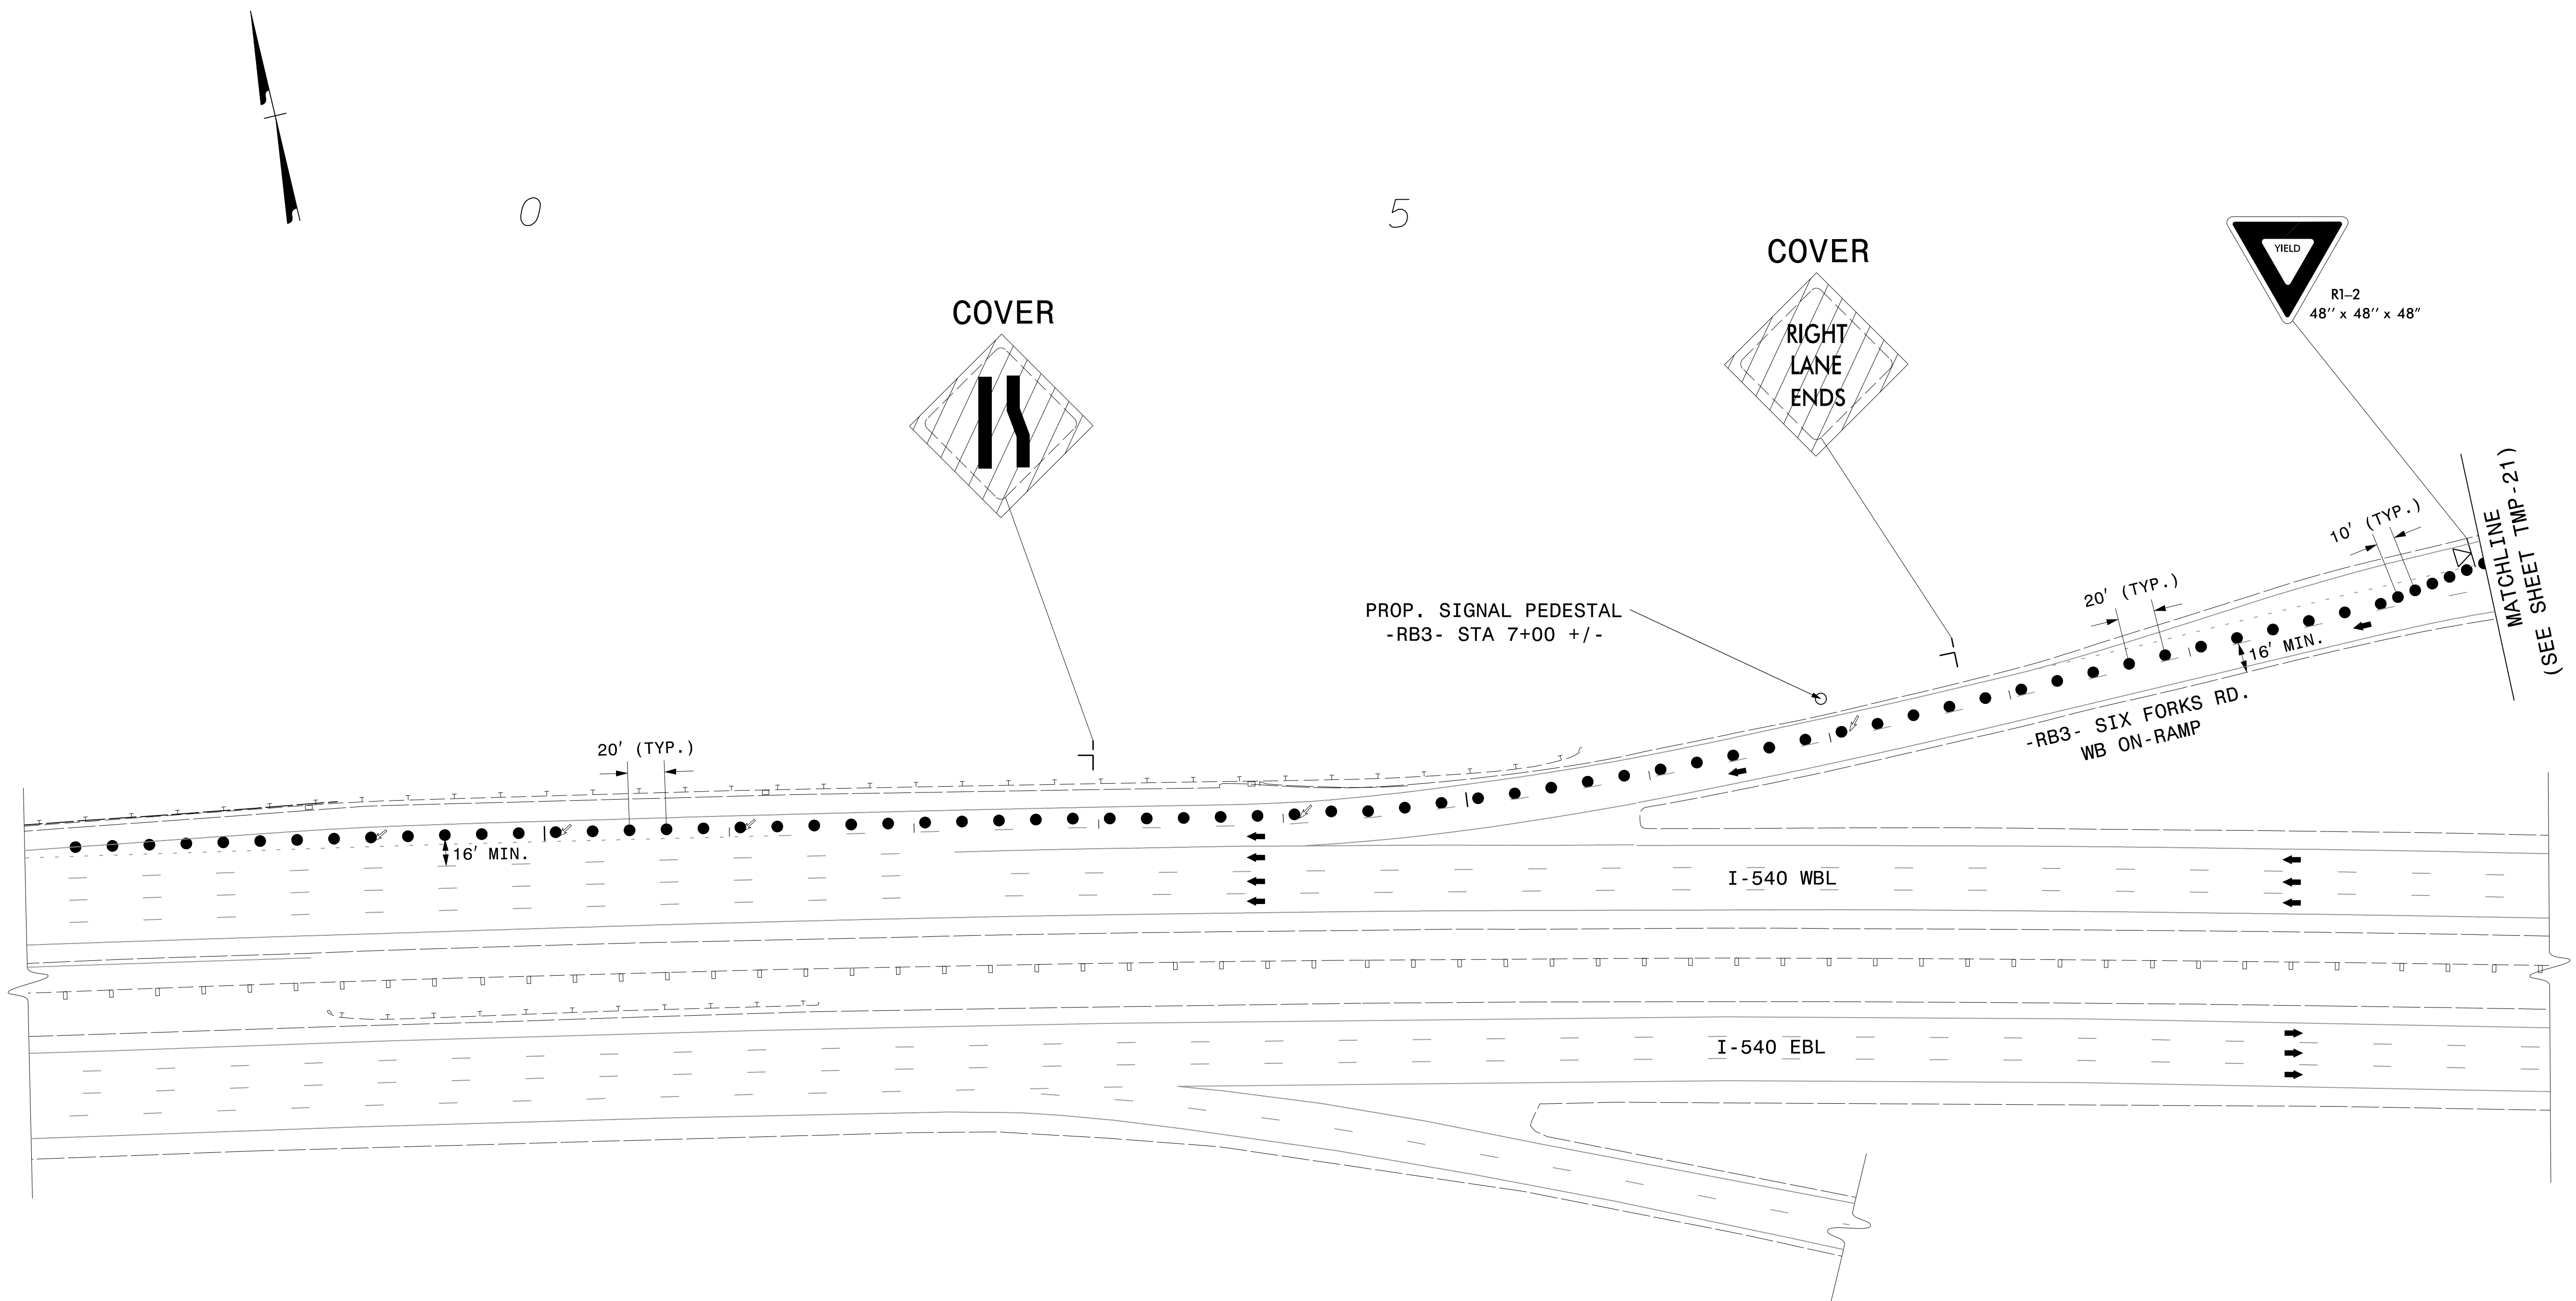 0
5
COVER
COVER
RIGHT
LANE
ENDS
YIELD
R1–2
48'' x 48'' x 48''
10' (TYP.)
MATCHLINE
(SEE SHEET TMP-21)
20' (TYP.)
PROP. SIGNAL PEDESTAL
-RB3- STA 7+00 +/-
16' MIN.
-RB3- SIX FORKS RD.
WB ON-RAMP
20' (TYP.)
16' MIN.
I-540 WBL
I-540 EBL